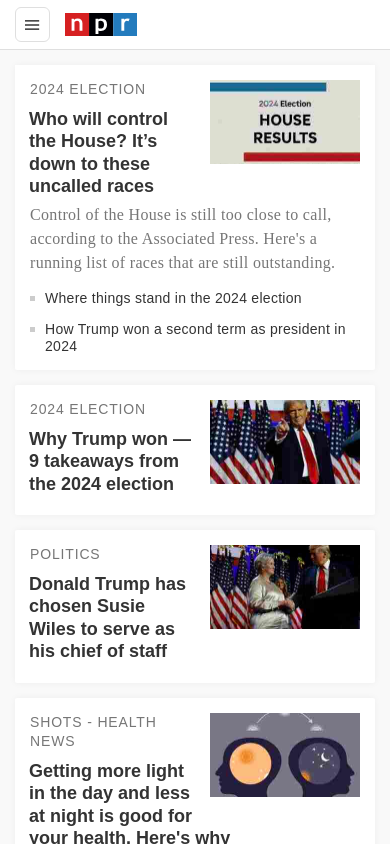 npr
2024 ELECTION
Who will control
the House? It’s
down to these
uncalled races
2024 Election
HOUSE
RESULTS
Control of the House is still too close to call,
according to the Associated Press. Here's a
running list of races that are still outstanding.
Where things stand in the 2024 election
How Trump won a second term as president in
2024
2024 ELECTION
Why Trump won —
9 takeaways from
the 2024 election
POLITICS
Donald Trump has
chosen Susie
Wiles to serve as
his chief of staff
SHOTS - HEALTH
NEWS
Getting more light
in the day and less
at night is good for
your health. Here's why